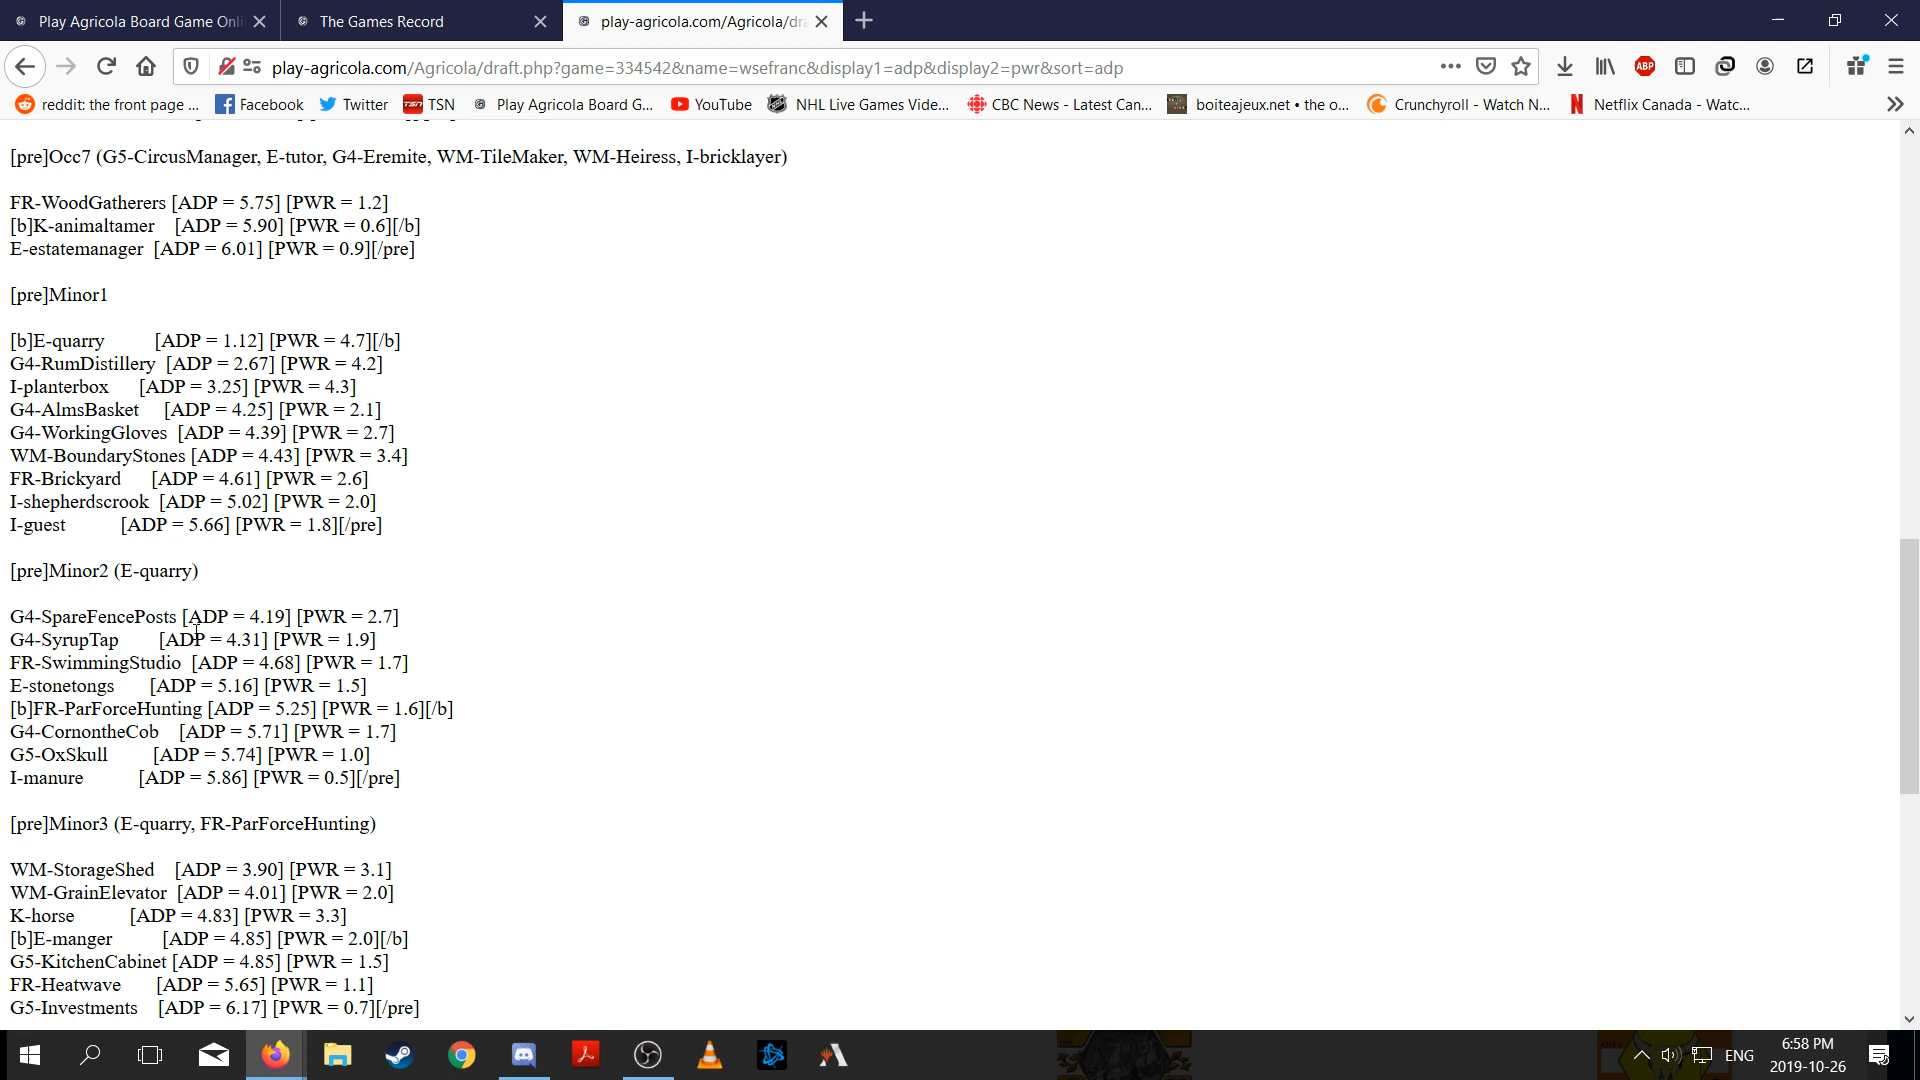 Play Agricola Board Game Onli
The Games Record
play-agricola.com/Agricola/dra
play-agricola.com/Agricola/draft.php?game=334542&name=wsefranc&display1=adp&display2=pwr&sort=adp
ABP
reddit: the front page ...
Facebook
Twitter
TSN
TSN
Play Agricola Board G...
YouTube
NHL Live Games Vide...
CBC News - Latest Can...
boiteajeux.net • the o...
Crunchyroll - Watch N...
Netflix Canada - Watc...
[pre]Occ7 (G5-CircusManager, E-tutor, G4-Eremite, WM-TileMaker, WM-Heiress, I-bricklayer)
FR-WoodGatherers [ADP = 5.75] [PWR = 1.2]
[b]K-animaltamer [ADP = 5.90] [PWR = 0.6][/b]
E-estatemanager [ADP = 6.01] [PWR = 0.9][/pre]
[pre]Minor1
[b]E-quarry [ADP = 1.12] [PWR = 4.7][/b]
G4-RumDistillery [ADP = 2.67] [PWR = 4.2]
I-planterbox [ADP = 3.25] [PWR = 4.3]
G4-AlmsBasket [ADP = 4.25] [PWR = 2.1]
G4-WorkingGloves [ADP = 4.39] [PWR = 2.7]
WM-BoundaryStones [ADP = 4.43] [PWR = 3.4]
FR-Brickyard [ADP = 4.61] [PWR = 2.6]
I-shepherdscrook [ADP = 5.02] [PWR = 2.0]
I-guest [ADP = 5.66] [PWR = 1.8][/pre]
[pre]Minor2 (E-quarry)
G4-SpareFencePosts [ADP = 4.19] [PWR = 2.7]
G4-SyrupTap [ADP = 4.31] [PWR = 1.9]
FR-SwimmingStudio [ADP = 4.68] [PWR = 1.7]
E-stonetongs [ADP = 5.16] [PWR = 1.5]
[b]FR-ParForceHunting [ADP = 5.25] [PWR = 1.6][/b]
G4-CornontheCob [ADP = 5.71] [PWR = 1.7]
G5-OxSkull [ADP = 5.74] [PWR = 1.0]
I-manure [ADP = 5.86] [PWR = 0.5][/pre]
[pre]Minor3 (E-quarry, FR-ParForceHunting)
WM-StorageShed [ADP = 3.90] [PWR = 3.1]
WM-GrainElevator [ADP = 4.01] [PWR = 2.0]
K-horse [ADP = 4.83] [PWR = 3.3]
[b]E-manger [ADP = 4.85] [PWR = 2.0][/b]
G5-KitchenCabinet [ADP = 4.85] [PWR = 1.5]
FR-Heatwave [ADP = 5.65] [PWR = 1.1]
G5-Investments [ADP = 6.17] [PWR = 0.7][/pre]
ENG
6:58 PM
2019-10-26